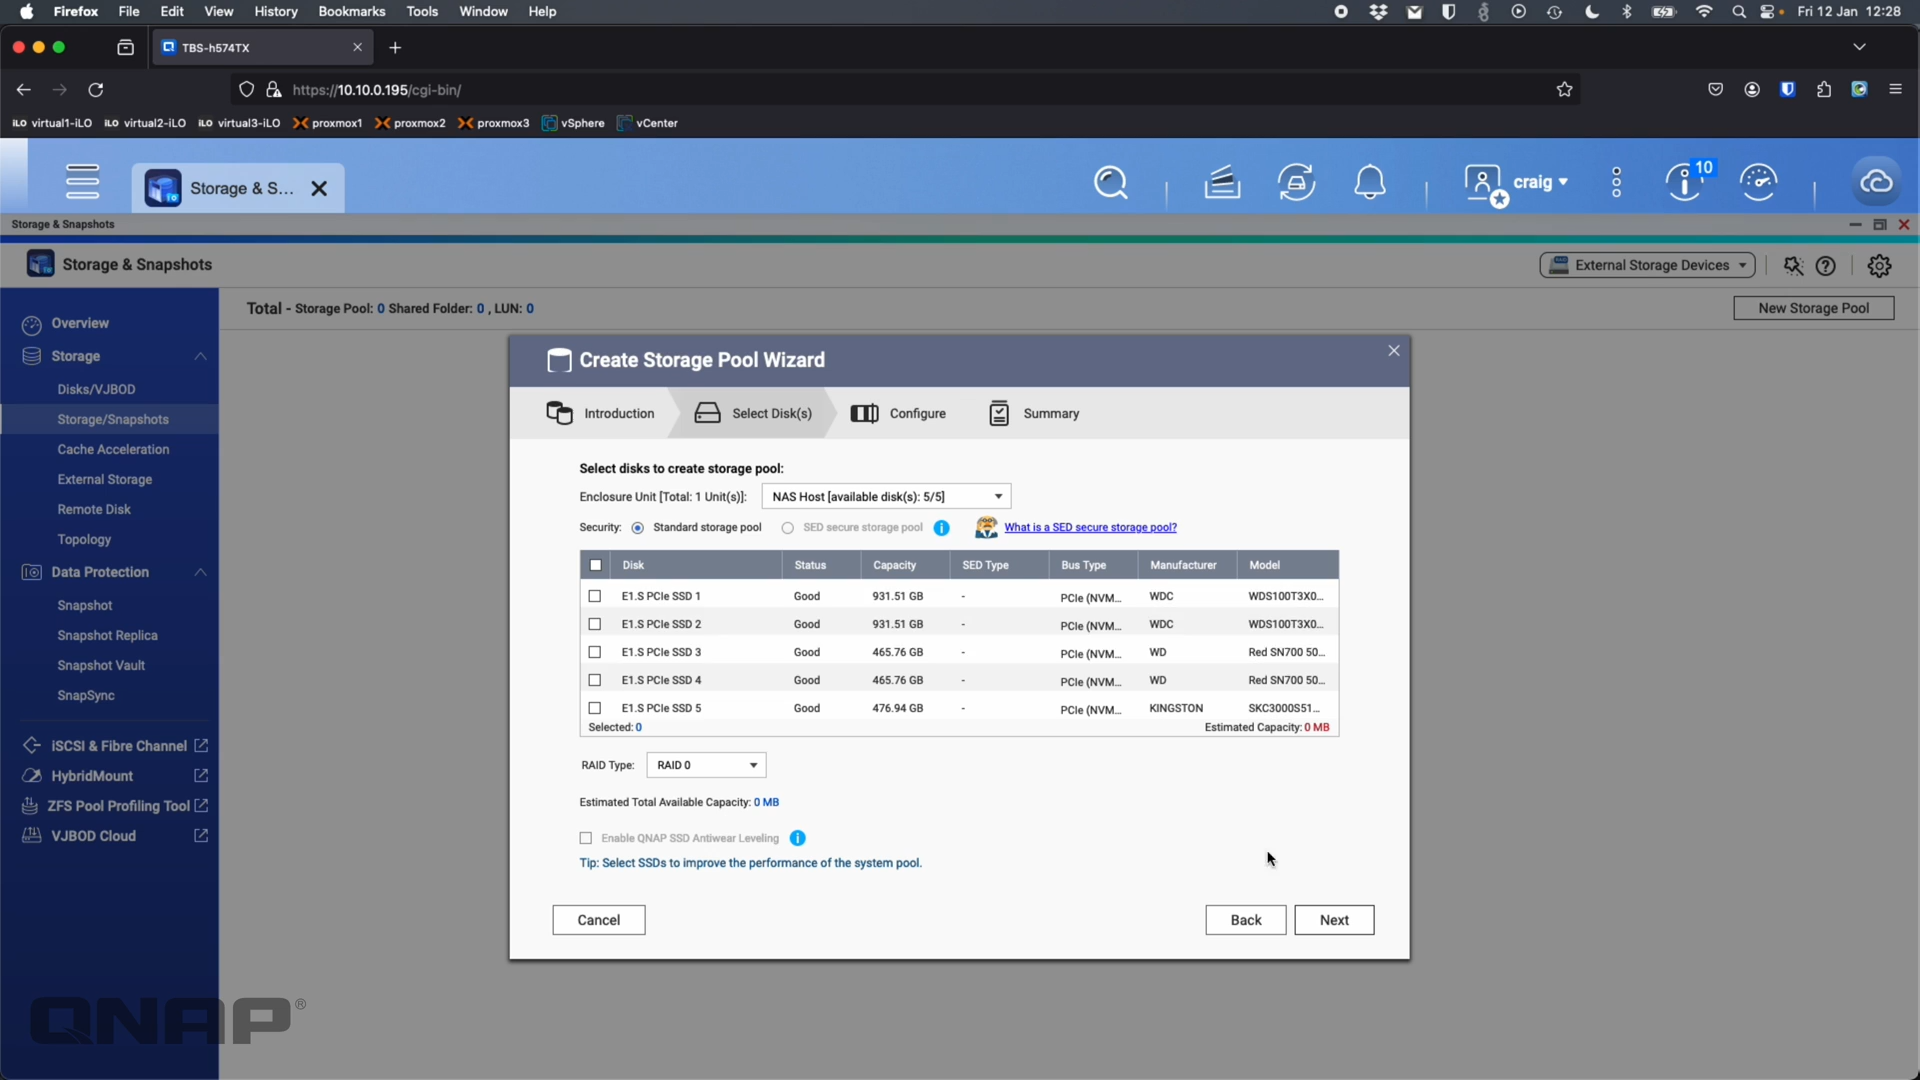 Firefox File Edit View History Bookmarks Tools Window Help Fri 12 Jan 12:28
TBS-h574TX
https://10.10.0.195/cgi-bin/
iLO virtual1-iLO iLO virtual2-iLO iLO virtual3-iLO proxmox1 proxmox2 proxmox3 vSphere vCenter
Storage & S... craig 10
Storage & Snapshots
Storage & Snapshots External Storage Devices
Total - Storage Pool: 0 Shared Folder: 0 , LUN: 0 New Storage Pool
Overview
Storage
Disks/VJBOD
Storage/Snapshots
Cache Acceleration
External Storage
Remote Disk
Topology
Data Protection
Snapshot
Snapshot Replica
Snapshot Vault
SnapSync
iSCSI & Fibre Channel
HybridMount
ZFS Pool Profiling Tool
VJBOD Cloud
Create Storage Pool Wizard
Introduction Select Disk(s) Configure Summary
Select disks to create storage pool:
Enclosure Unit [Total: 1 Unit(s)]: NAS Host [available disk(s): 5/5]
Security: Standard storage pool SED secure storage pool What is a SED secure storage pool?
Disk Status Capacity SED Type Bus Type Manufacturer Model
E1.S PCIe SSD 1 Good 931.51 GB - PCIe (NVM... WDC WDS100T3X0...
E1.S PCIe SSD 2 Good 931.51 GB - PCIe (NVM... WDC WDS100T3X0...
E1.S PCIe SSD 3 Good 465.76 GB - PCIe (NVM... WD Red SN700 50...
E1.S PCIe SSD 4 Good 465.76 GB - PCIe (NVM... WD Red SN700 50...
E1.S PCIe SSD 5 Good 476.94 GB - PCIe (NVM... KINGSTON SKC3000S51...
Selected: 0 Estimated Capacity: 0 MB
RAID Type: RAID 0
Estimated Total Available Capacity: 0 MB
Enable QNAP SSD Antiwear Leveling
Tip: Select SSDs to improve the performance of the system pool.
Cancel Back Next
QNAP®